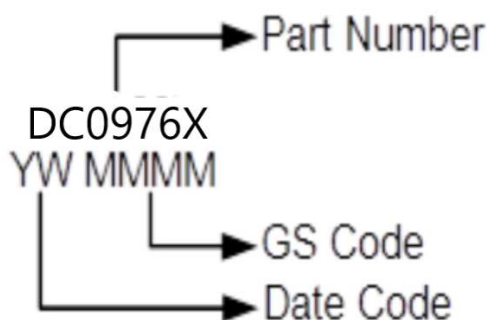 Part Number
DC0976X
YW MMMM
GS Code
Date Code